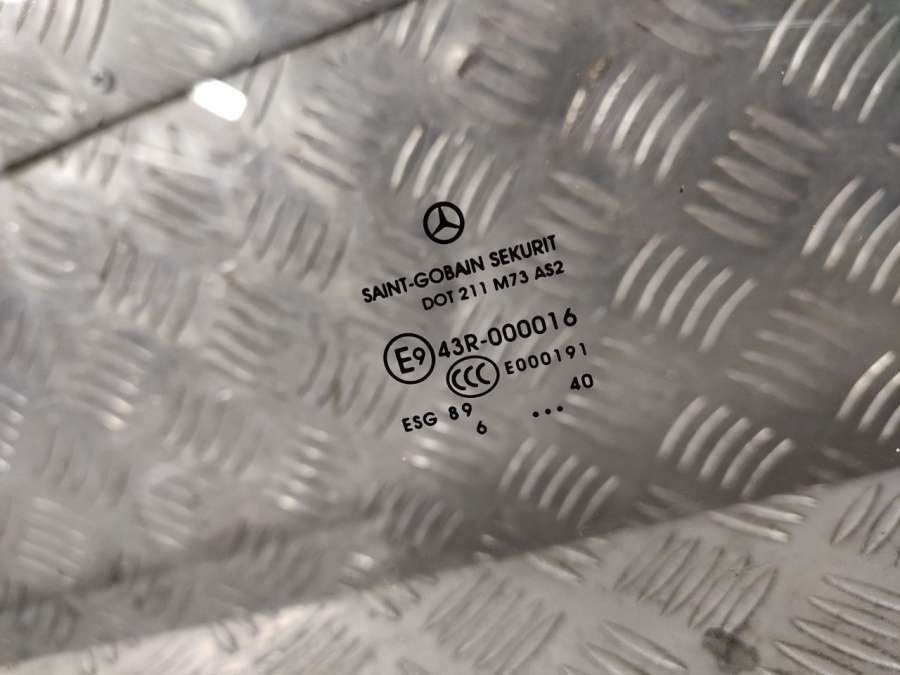 SAINT-GOBAIN SEKURIT
DOT 211 M73 AS2
E9 43R-000016
CCC E000191
ESG 89 ... 40
6